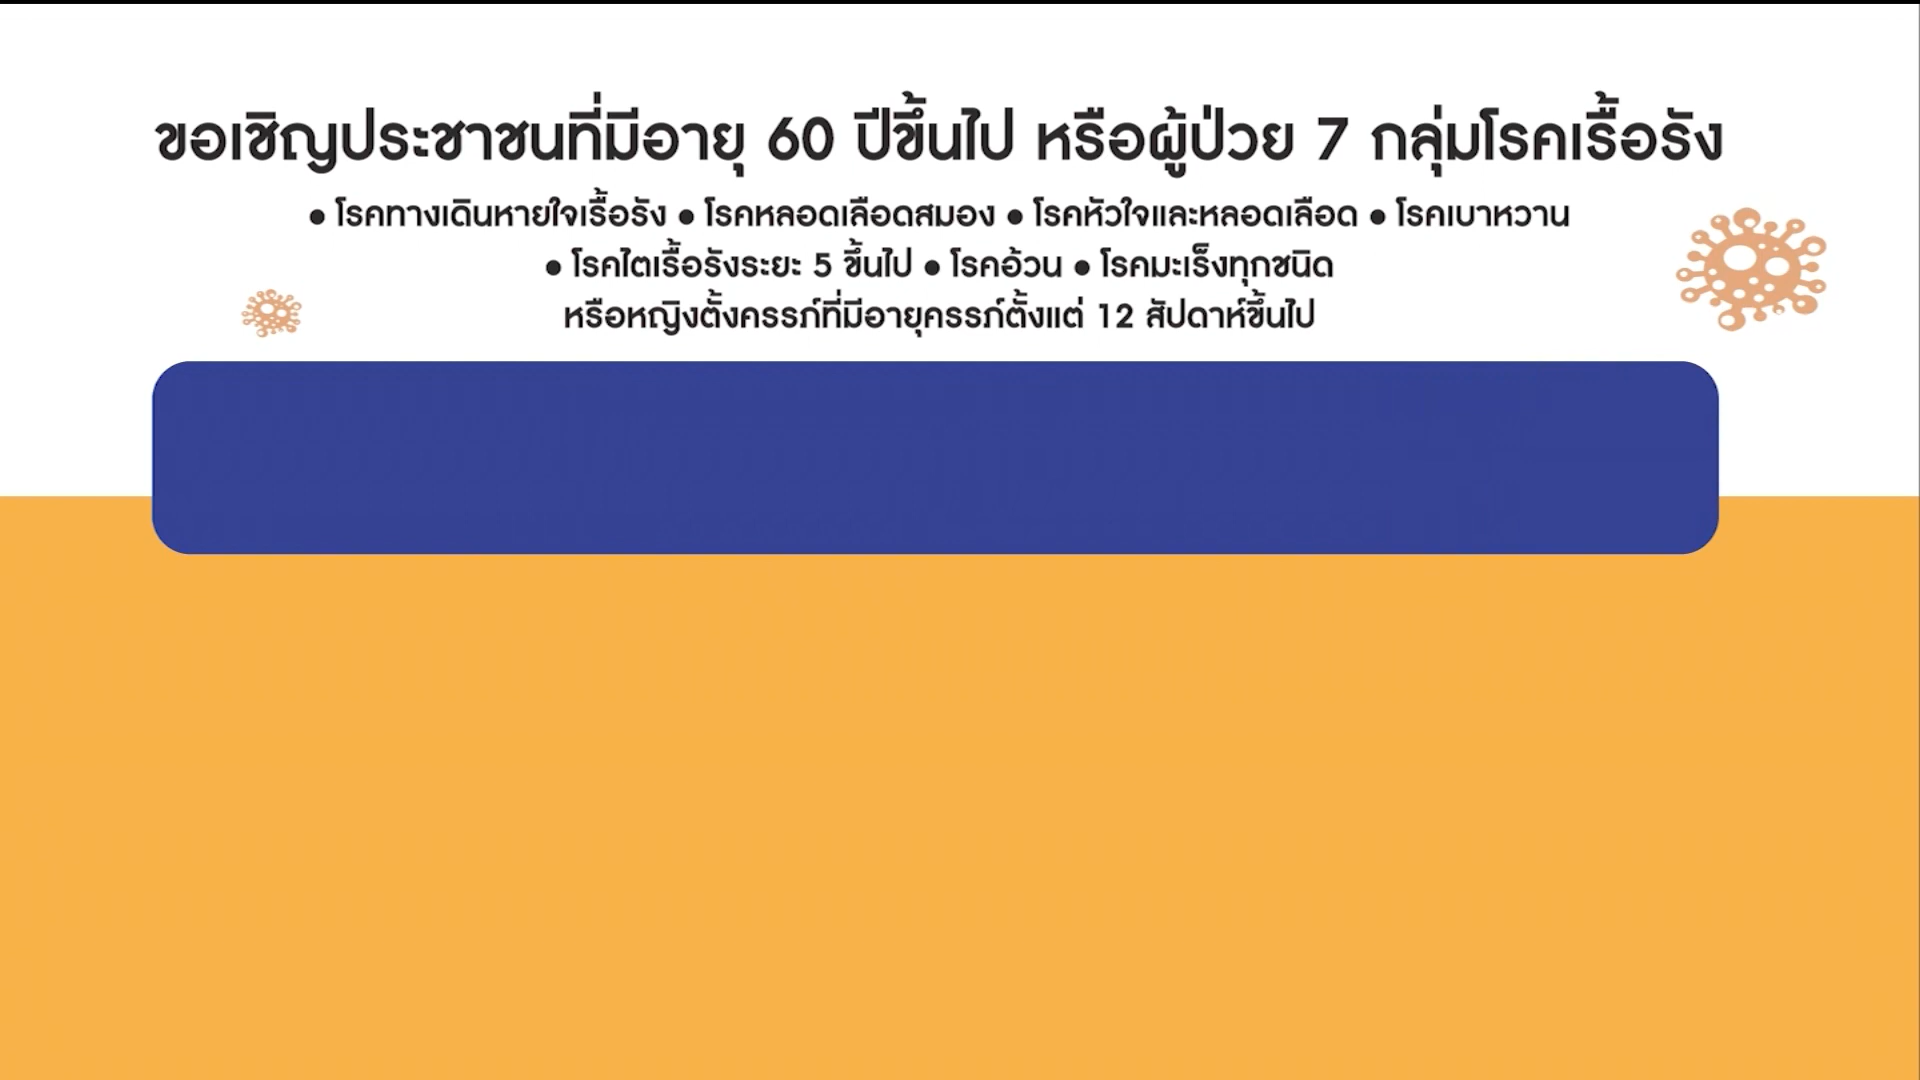 ขอเชิญประชาชนที่มีอายุ 60 ปีขึ้นไป หรือผู้ป่วย 7 กลุ่มโรคเรื้อรัง
● โรคทางเดินหายใจเรื้อรัง ● โรคหลอดเลือดสมอง ● โรคหัวใจและหลอดเลือด ● โรคเบาหวาน
● โรคไตเรื้อรังระยะ 5 ขึ้นไป ● โรคอ้วน ● โรคมะเร็งทุกชนิด
หรือหญิงตั้งครรภ์ที่มีอายุครรภ์ตั้งแต่ 12 สัปดาห์ขึ้นไป